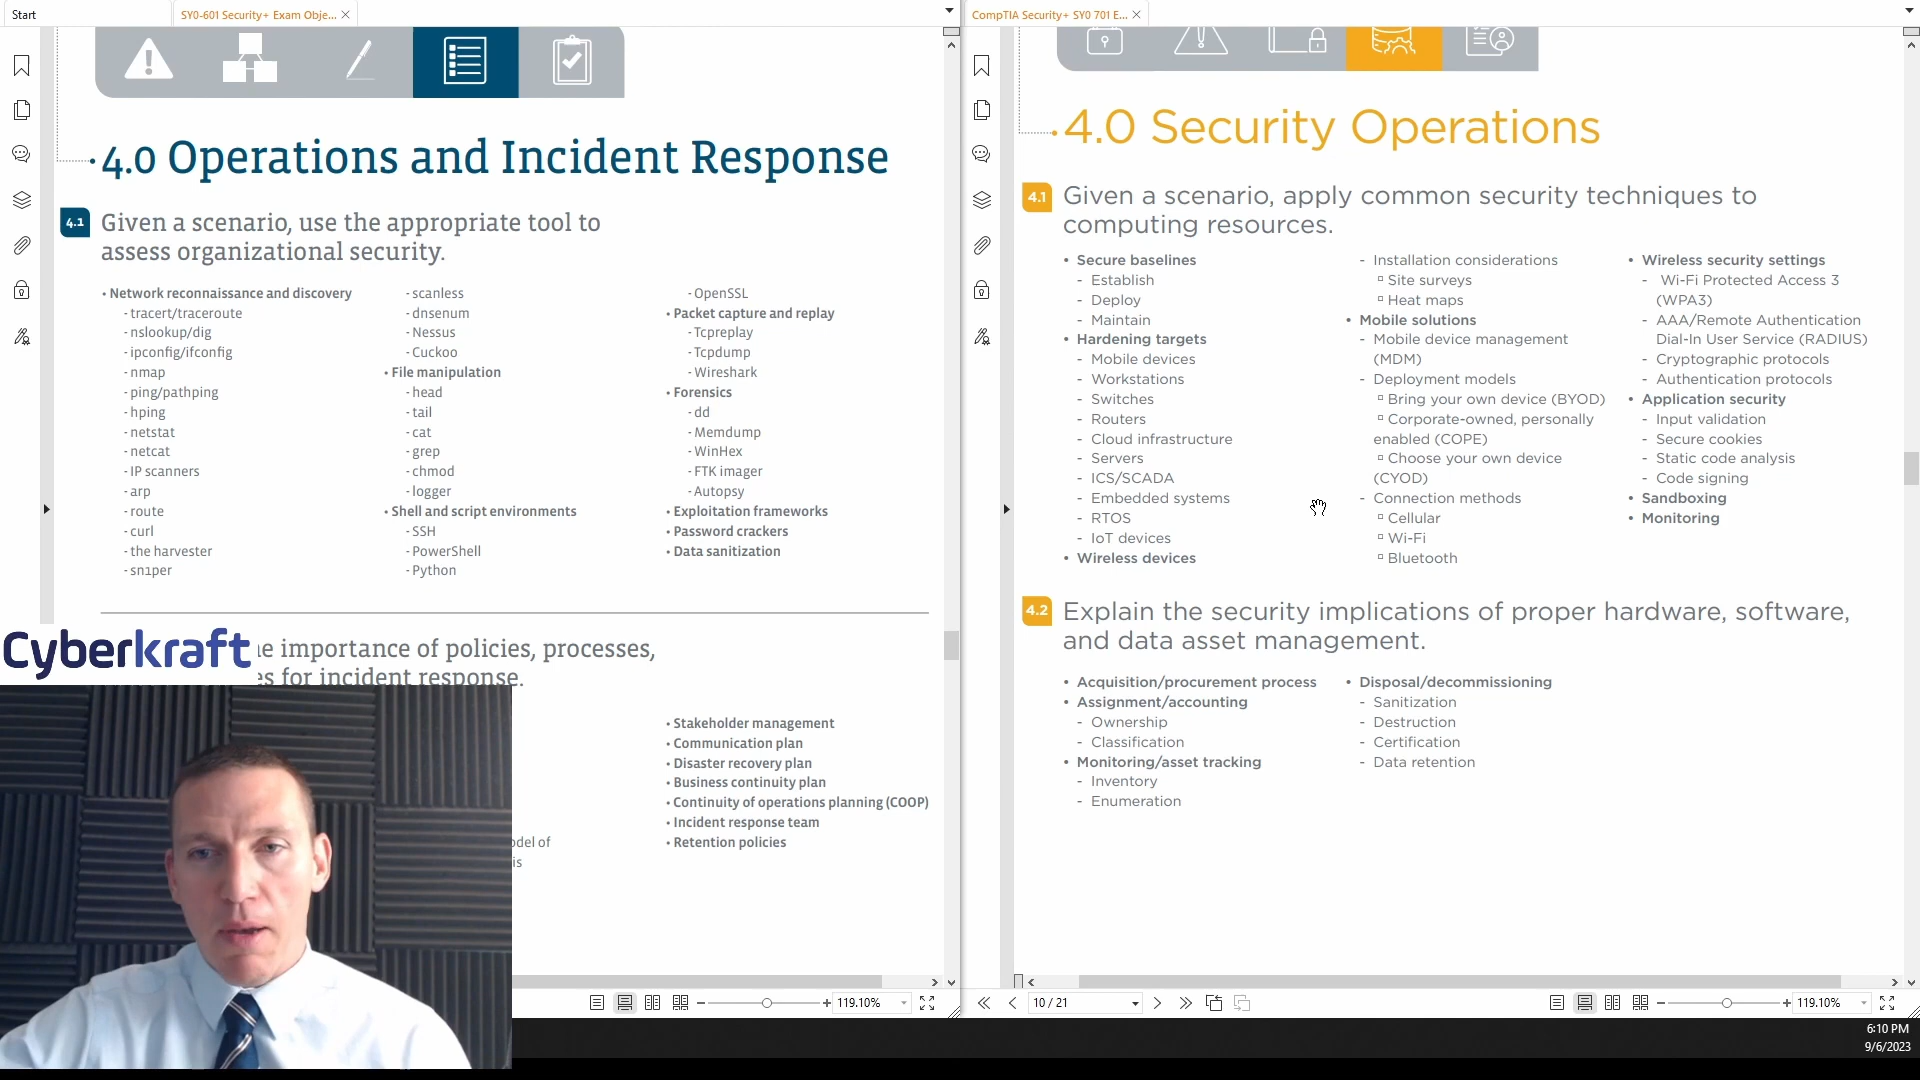 Start
SY0-601 Security+ Exam Obje...
4.0 Operations and Incident Response
4.1
Given a scenario, use the appropriate tool to
assess organizational security.
• Network reconnaissance and discovery
- tracert/traceroute
- nslookup/dig
- ipconfig/ifconfig
- nmap
- ping/pathping
- hping
- netstat
- netcat
- IP scanners
- arp
- route
- curl
- the harvester
- sn1per
- scanless
- dnsenum
- Nessus
- Cuckoo
• File manipulation
- head
- tail
- cat
- grep
- chmod
- logger
• Shell and script environments
- SSH
- PowerShell
- Python
- OpenSSL
• Packet capture and replay
- Tcpreplay
- Tcpdump
- Wireshark
• Forensics
- dd
- Memdump
- WinHex
- FTK imager
- Autopsy
• Exploitation frameworks
• Password crackers
• Data sanitization
Cyberkraft
e importance of policies, processes,
es for incident response.
odel of
is
• Stakeholder management
• Communication plan
• Disaster recovery plan
• Business continuity plan
• Continuity of operations planning (COOP)
• Incident response team
• Retention policies
119.10%
CompTIA Security+ SY0 701 E...
4.0 Security Operations
4.1
Given a scenario, apply common security techniques to
computing resources.
• Secure baselines
- Establish
- Deploy
- Maintain
• Hardening targets
- Mobile devices
- Workstations
- Switches
- Routers
- Cloud infrastructure
- Servers
- ICS/SCADA
- Embedded systems
- RTOS
- IoT devices
• Wireless devices
- Installation considerations
▫ Site surveys
▫ Heat maps
• Mobile solutions
- Mobile device management
(MDM)
- Deployment models
▫ Bring your own device (BYOD)
▫ Corporate-owned, personally
enabled (COPE)
▫ Choose your own device
(CYOD)
- Connection methods
▫ Cellular
▫ Wi-Fi
▫ Bluetooth
• Wireless security settings
- Wi-Fi Protected Access 3
(WPA3)
- AAA/Remote Authentication
Dial-In User Service (RADIUS)
- Cryptographic protocols
- Authentication protocols
• Application security
- Input validation
- Secure cookies
- Static code analysis
- Code signing
• Sandboxing
• Monitoring
4.2
Explain the security implications of proper hardware, software,
and data asset management.
• Acquisition/procurement process
• Assignment/accounting
- Ownership
- Classification
• Monitoring/asset tracking
- Inventory
- Enumeration
• Disposal/decommissioning
- Sanitization
- Destruction
- Certification
- Data retention
10 / 21
119.10%
6:10 PM
9/6/2023